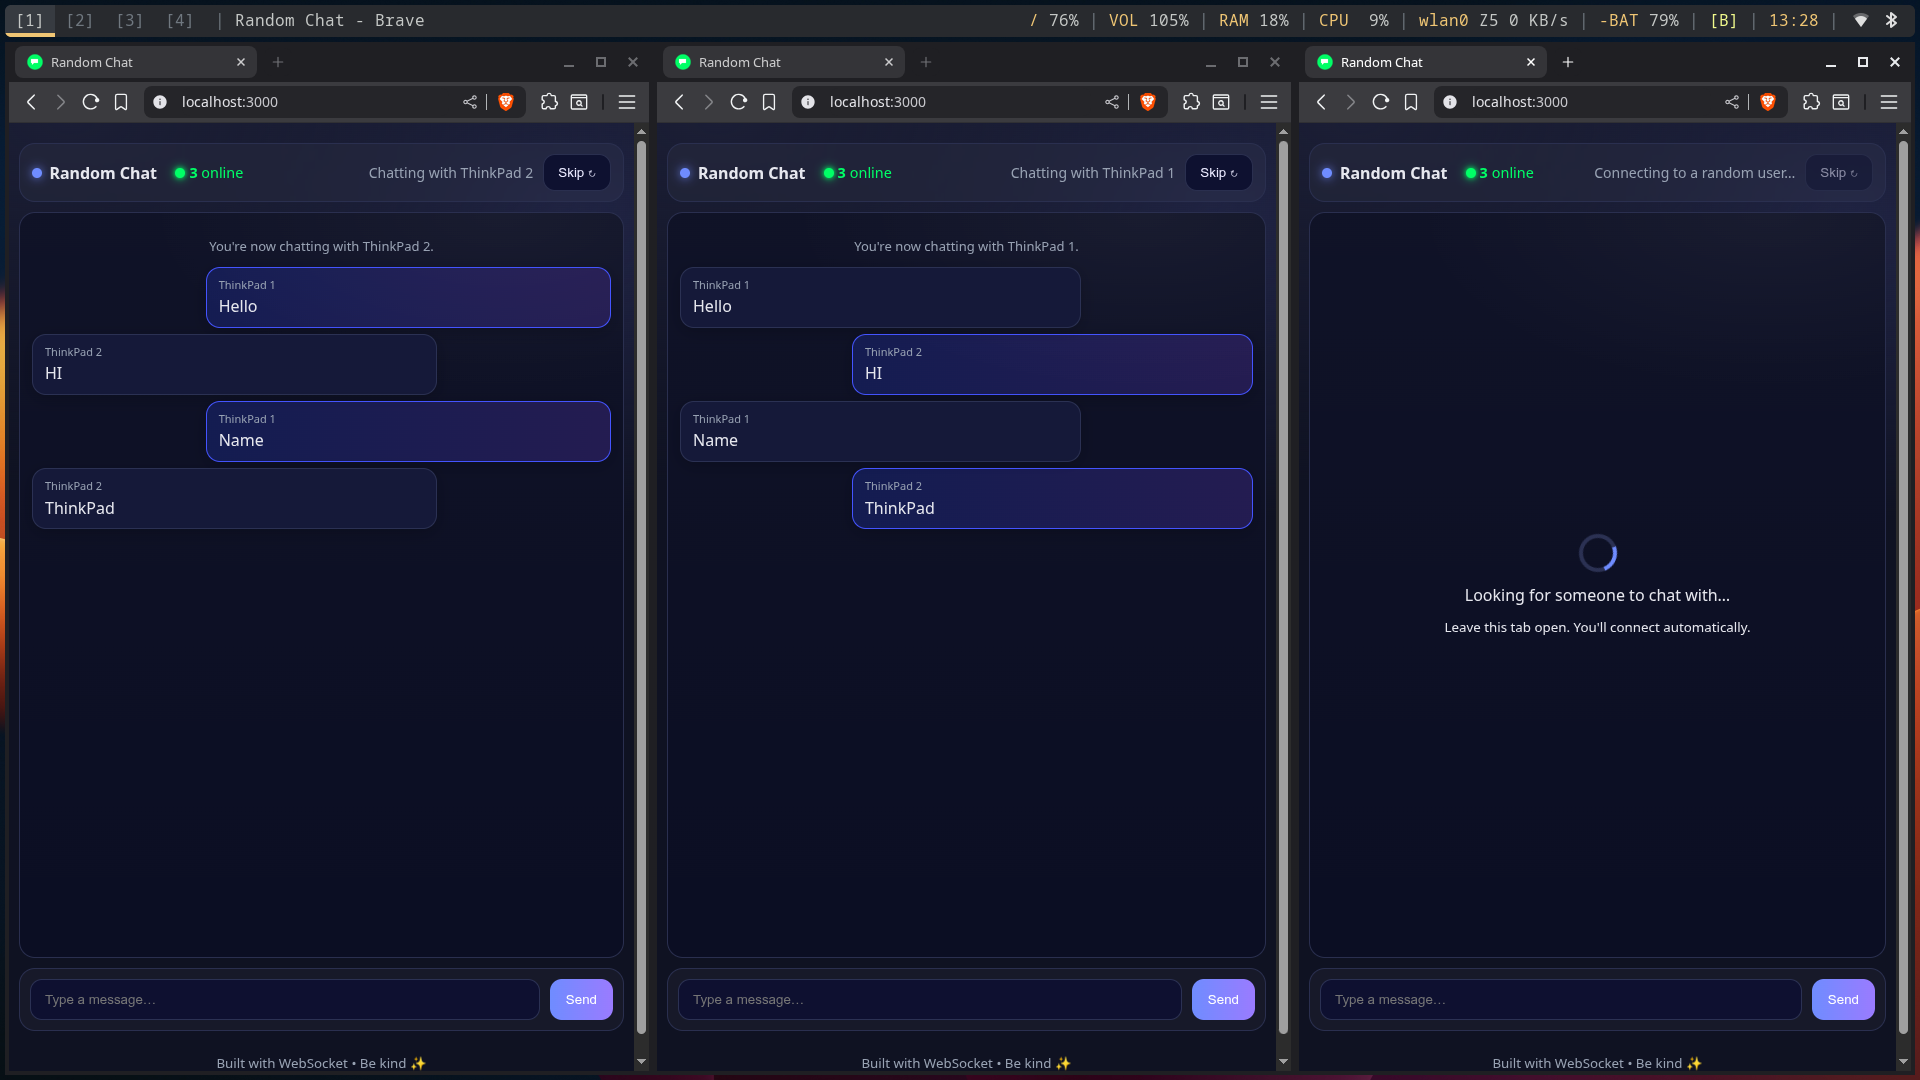 [1] [2] [3] [4] | Random Chat - Brave / 76% | VOL 105% | RAM 18% | CPU 9% | wlan0 Z5 0 KB/s | -BAT 79% | [B] | 13:28 |
Random Chat
localhost:3000
Random Chat 3 online Chatting with ThinkPad 2 Skip ↻
You're now chatting with ThinkPad 2.
ThinkPad 1
Hello
ThinkPad 2
HI
ThinkPad 1
Name
ThinkPad 2
ThinkPad
Type a message...
Send
Built with WebSocket • Be kind ✨
Random Chat
localhost:3000
Random Chat 3 online Chatting with ThinkPad 1 Skip ↻
You're now chatting with ThinkPad 1.
ThinkPad 1
Hello
ThinkPad 2
HI
ThinkPad 1
Name
ThinkPad 2
ThinkPad
Type a message...
Send
Built with WebSocket • Be kind ✨
Random Chat
localhost:3000
Random Chat 3 online Connecting to a random user... Skip ↻
Looking for someone to chat with...
Leave this tab open. You'll connect automatically.
Type a message...
Send
Built with WebSocket • Be kind ✨